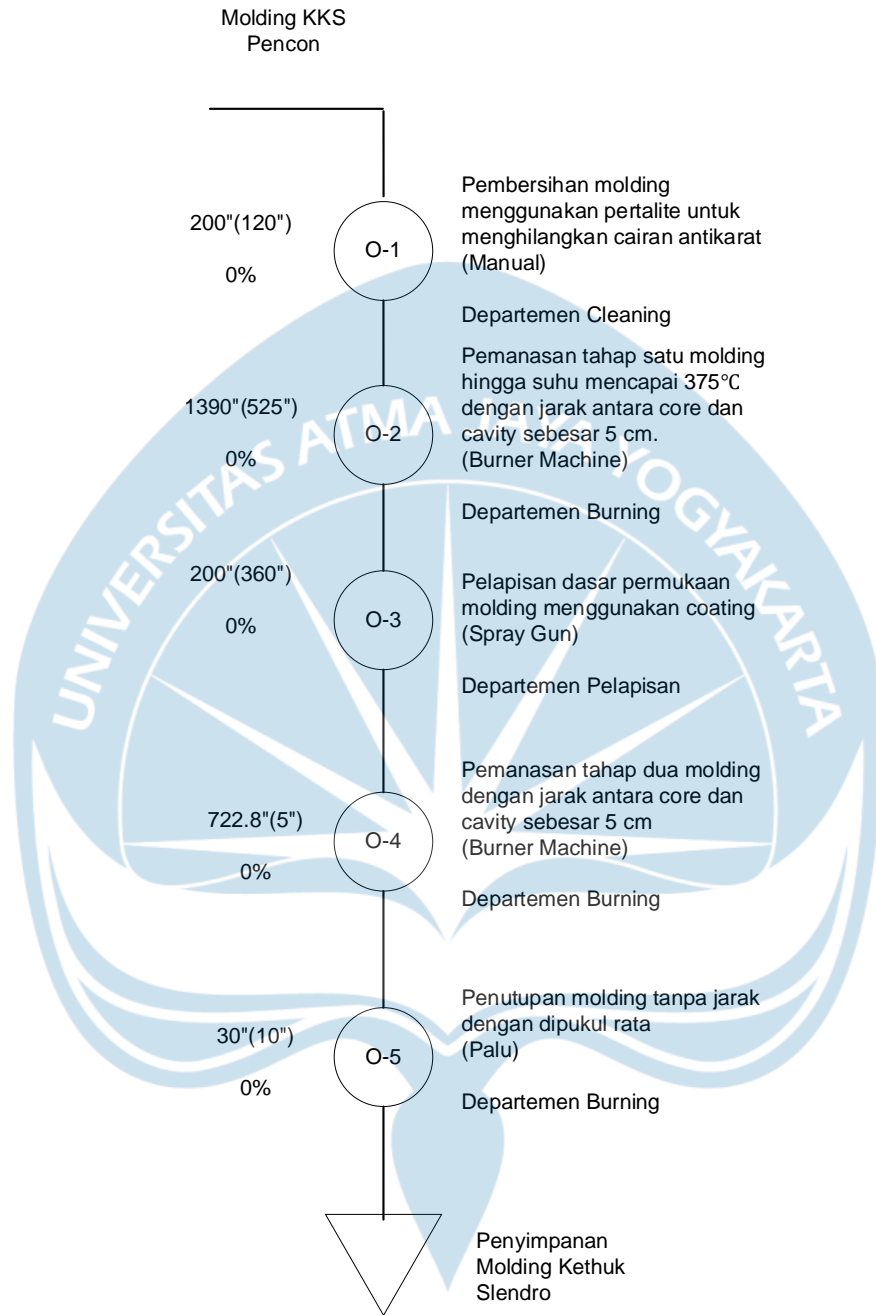 Molding KKS
Pencon
200"(120")
0%
O-1
Pembersihan molding
menggunakan pertalite untuk
menghilangkan cairan antikarat
(Manual)
Departemen Cleaning
1390"(525")
0%
O-2
Pemanasan tahap satu molding
hingga suhu mencapai 375°C
dengan jarak antara core dan
cavity sebesar 5 cm.
(Burner Machine)
Departemen Burning
200"(360")
0%
O-3
Pelapisan dasar permukaan
molding menggunakan coating
(Spray Gun)
Departemen Pelapisan
722.8"(5")
0%
O-4
Pemanasan tahap dua molding
dengan jarak antara core dan
cavity sebesar 5 cm
(Burner Machine)
Departemen Burning
30"(10")
0%
O-5
Penutupan molding tanpa jarak
dengan dipukul rata
(Palu)
Departemen Burning
Penyimpanan
Molding Kethuk
Slendro
UNIVERSITAS ATMA JAYA YOGYAKARTA